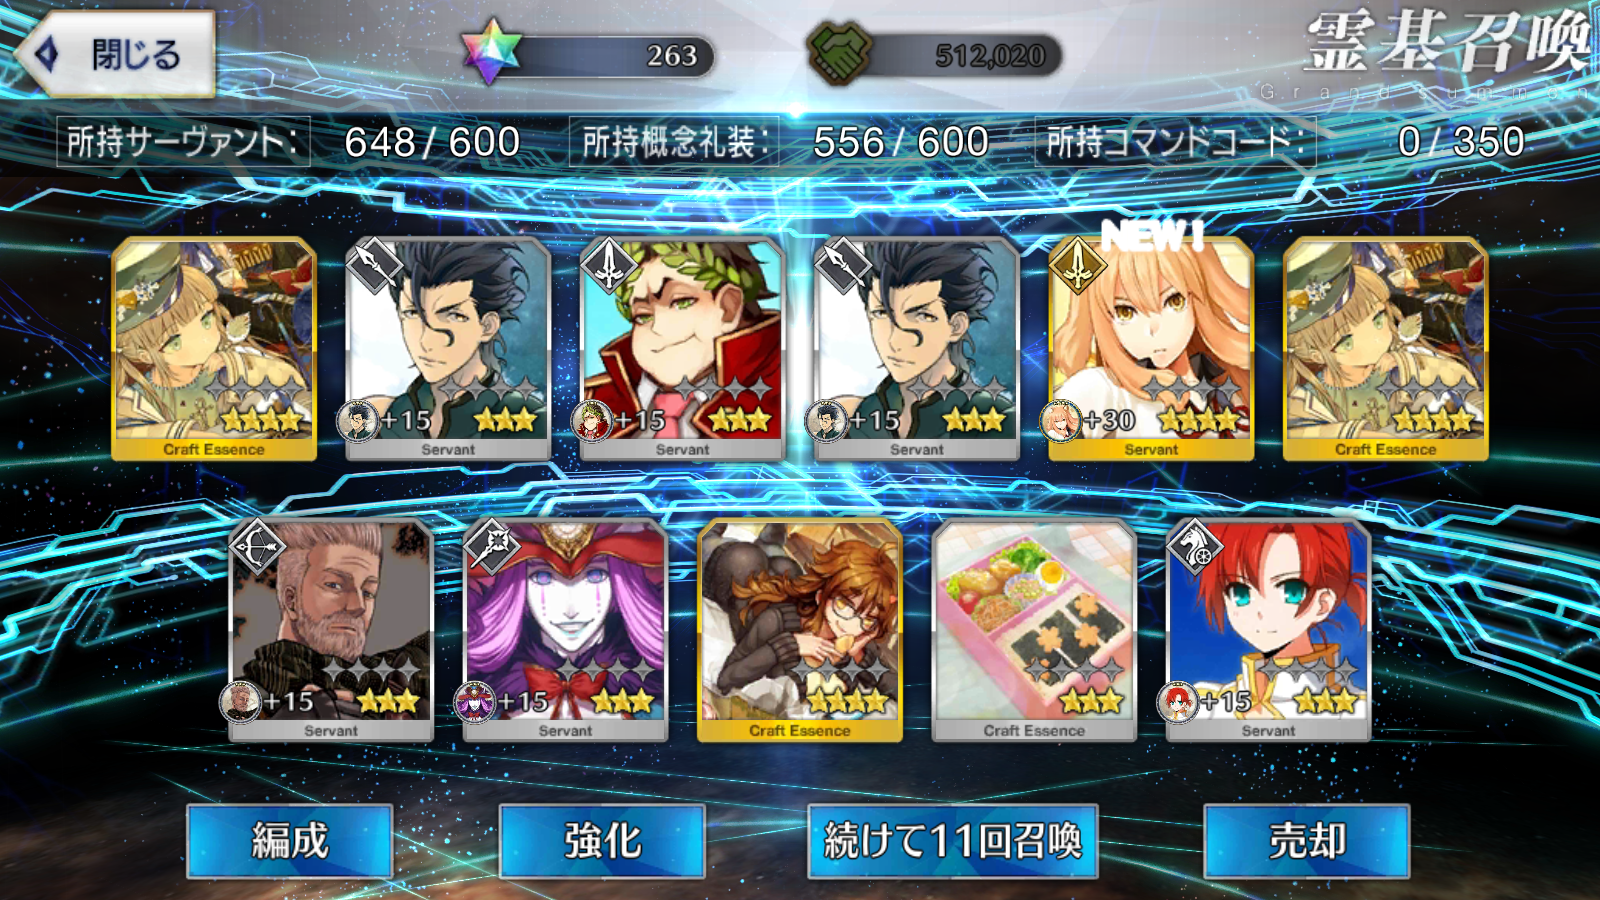 閉じる
263
512,020
霊基召喚
Grand summon
所持サーヴァント: 648 / 600
所持概念礼装: 556 / 600
所持コマンドコード: 0 / 350
NEW!
Craft Essence
+15
Servant
+15
Servant
+15
Servant
+30
Servant
Craft Essence
+15
Servant
+15
Servant
Craft Essence
Craft Essence
+15
Servant
編成
強化
続けて11回召喚
売却